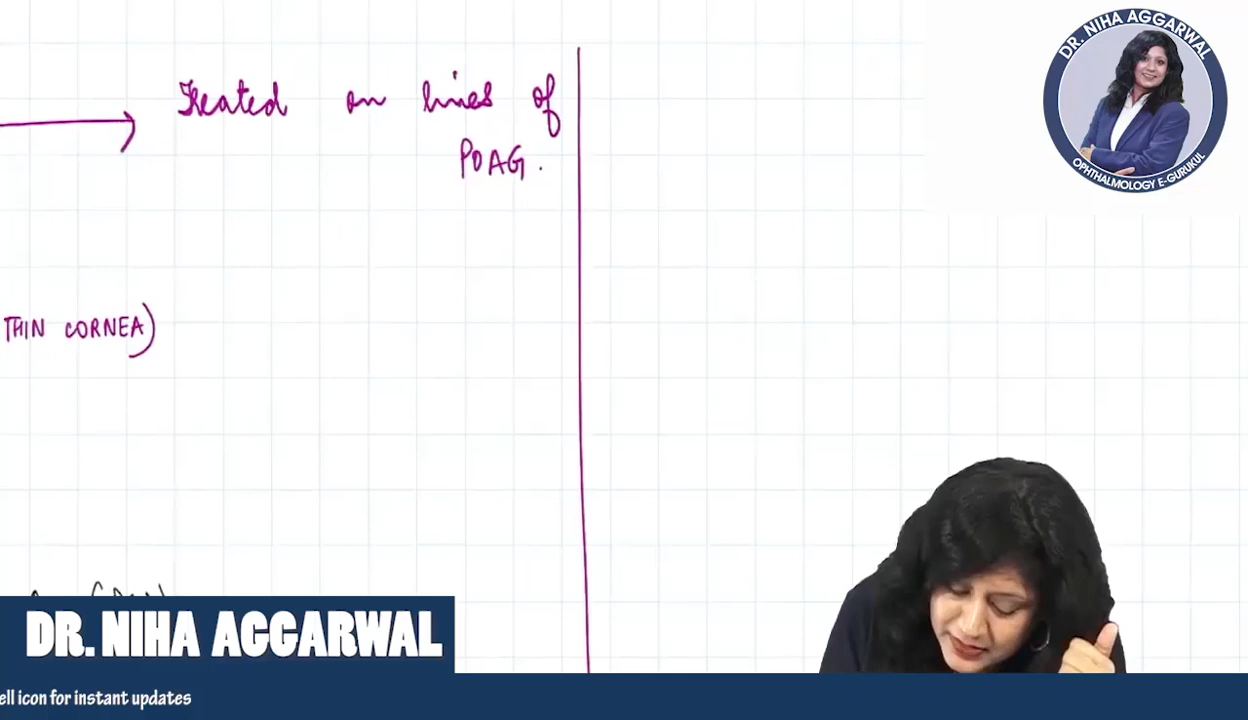 Treated on lines of
POAG.
THIN CORNEA)
DR. NIHA AGGARWAL
OPHTHALMOLOGY E-GURUKUL
DR. NIHA AGGARWAL
ell icon for instant updates